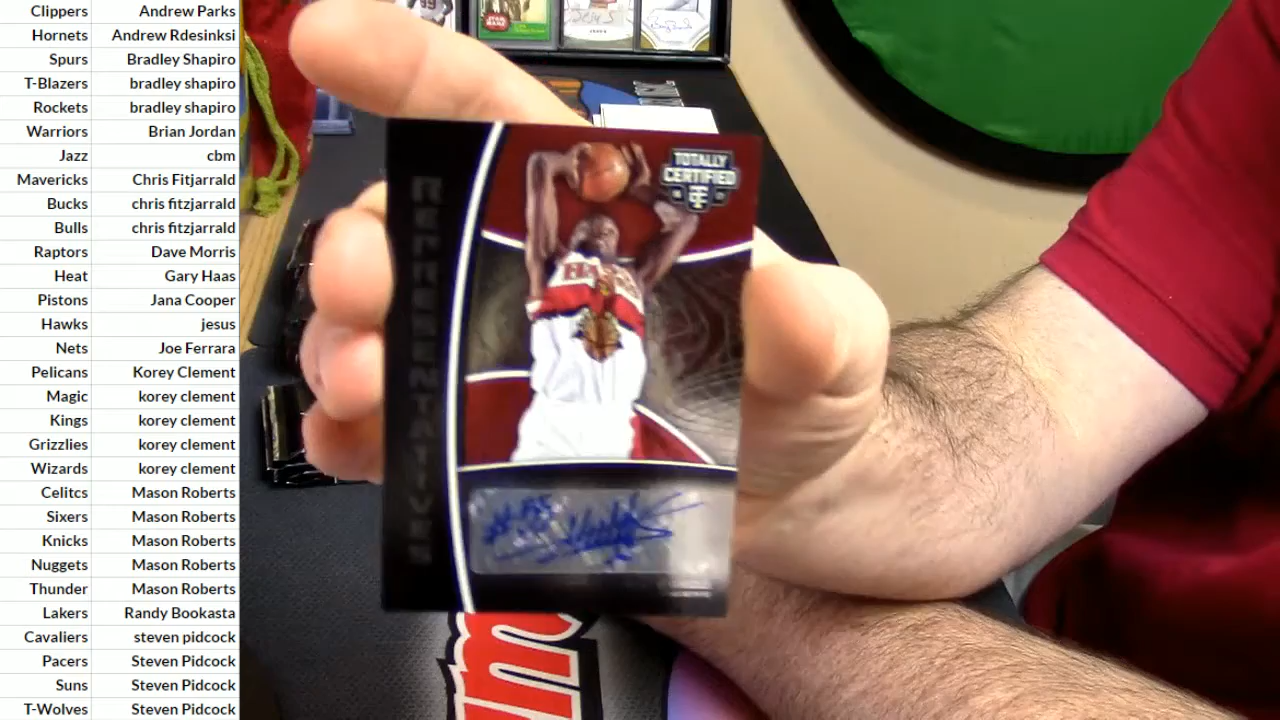 Clippers Andrew Parks
Hornets Andrew Rdesinksi
Spurs Bradley Shapiro
T-Blazers bradley shapiro
Rockets bradley shapiro
Warriors Brian Jordan
Jazz cbm
Mavericks Chris Fitjarrald
Bucks chris fitzjarrald
Bulls chris fitzjarrald
Raptors Dave Morris
Heat Gary Haas
Pistons Jana Cooper
Hawks jesus
Nets Joe Ferrara
Pelicans Korey Clement
Magic korey clement
Kings korey clement
Grizzlies korey clement
Wizards korey clement
Celitcs Mason Roberts
Sixers Mason Roberts
Knicks Mason Roberts
Nuggets Mason Roberts
Thunder Mason Roberts
Lakers Randy Bookasta
Cavaliers steven pidcock
Pacers Steven Pidcock
Suns Steven Pidcock
T-Wolves Steven Pidcock
REPRESENTATIVES
TOTALLY
CERTIFIED
#55